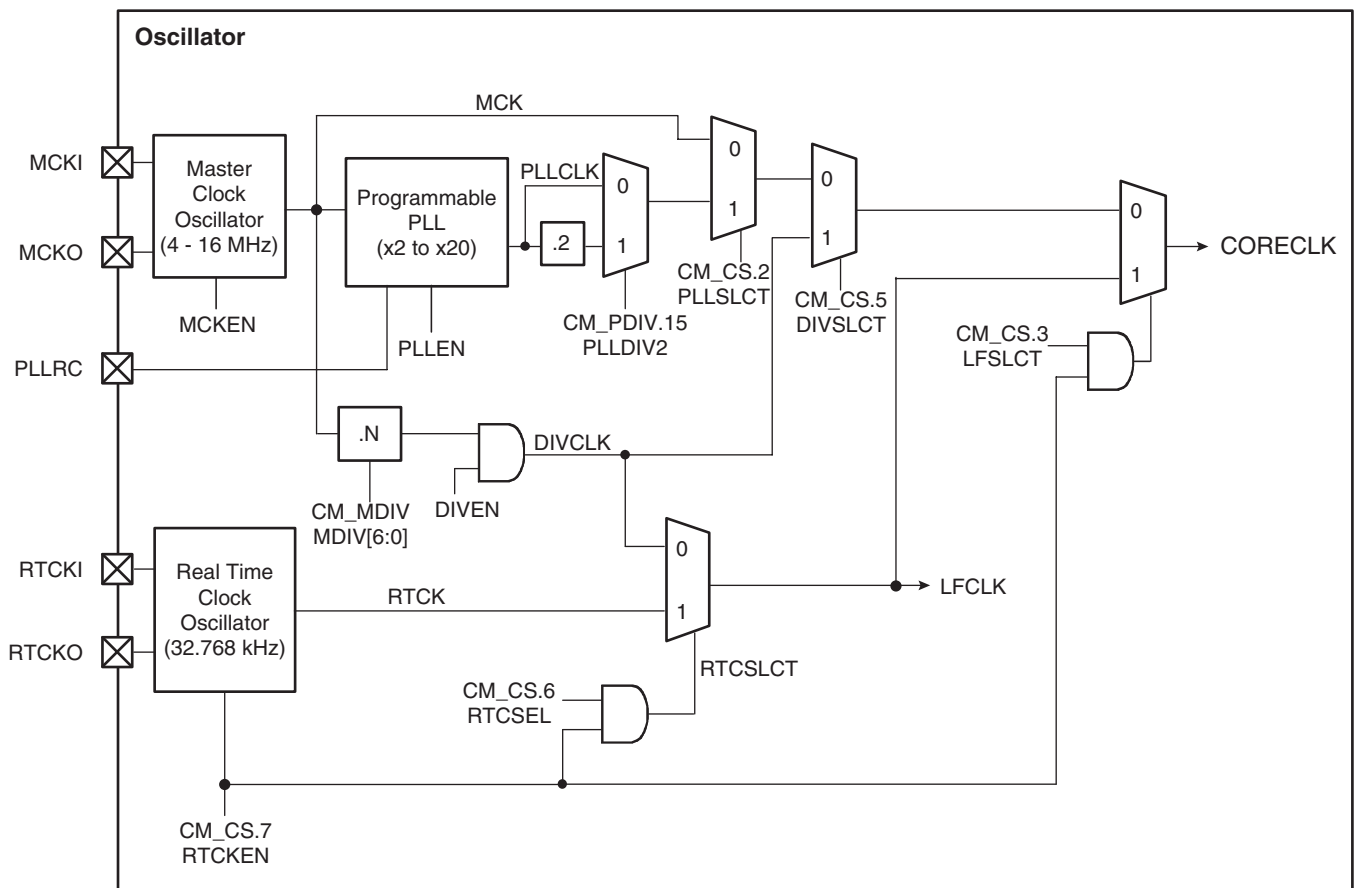 Oscillator
MCK
MCKI
Master
Clock
Oscillator
(4 - 16 MHz)
MCKO
MCKEN
Programmable
PLL
(x2 to x20)
PLLEN
PLLCLK
.2
0
1
CM_PDIV.15
PLLDIV2
0
1
CM_CS.2
PLLSLCT
0
1
CM_CS.5
DIVSLCT
0
1
CORECLK
CM_CS.3
LFSLCT
PLLRC
.N
CM_MDIV
MDIV[6:0]
DIVEN
DIVCLK
RTCKI
Real Time
Clock
Oscillator
(32.768 kHz)
RTCKO
RTCK
0
1
LFCLK
RTCSLCT
CM_CS.6
RTCSEL
CM_CS.7
RTCKEN